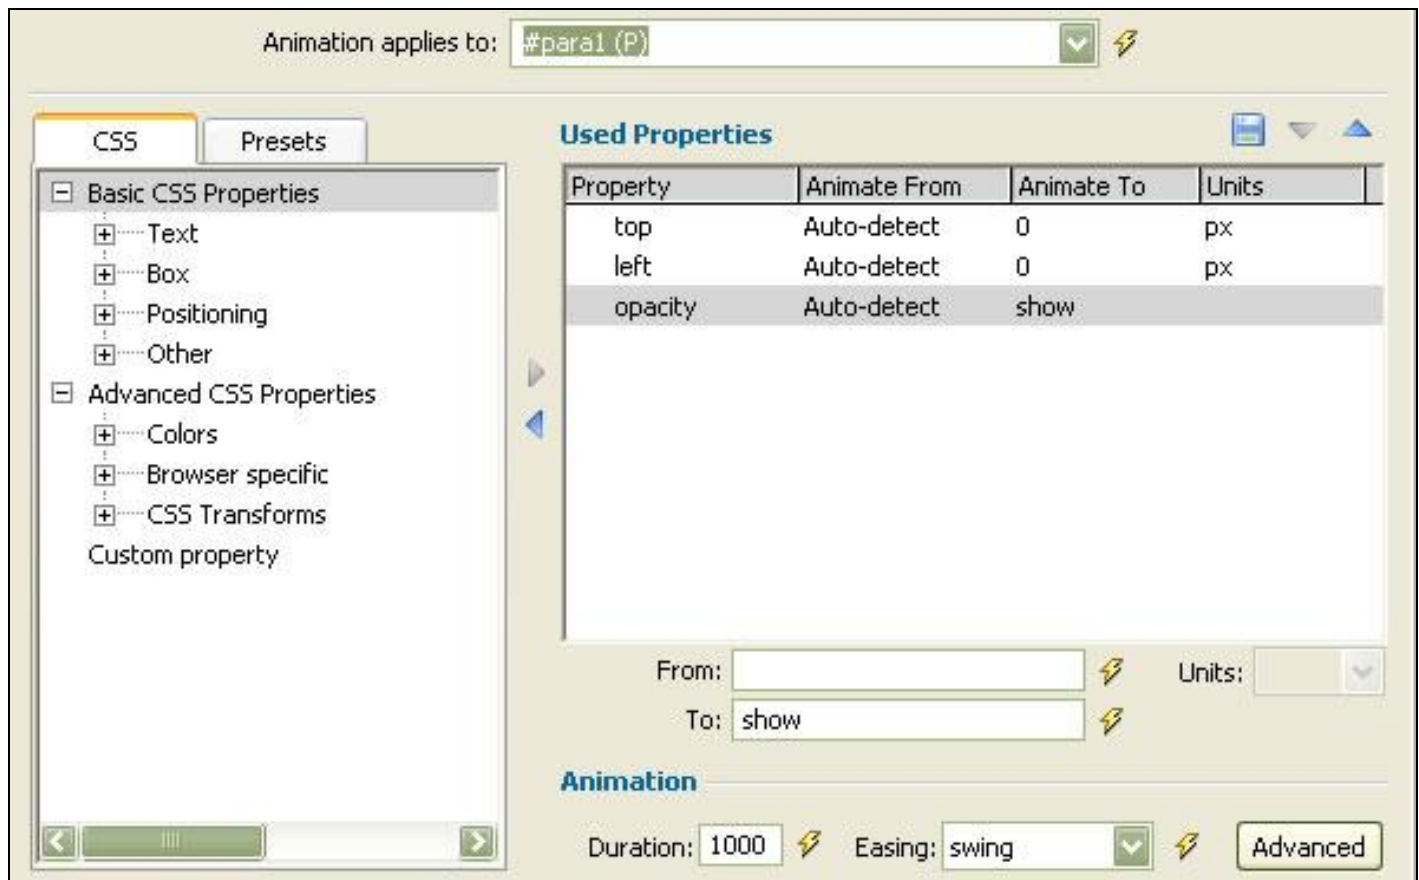 Animation applies to: #para1 (P)
CSS Presets
Basic CSS Properties
Text
Box
Positioning
Other
Advanced CSS Properties
Colors
Browser specific
CSS Transforms
Custom property
Used Properties
Property Animate From Animate To Units
top Auto-detect 0 px
left Auto-detect 0 px
opacity Auto-detect show
From: Units:
To: show
Animation
Duration: 1000 Easing: swing Advanced